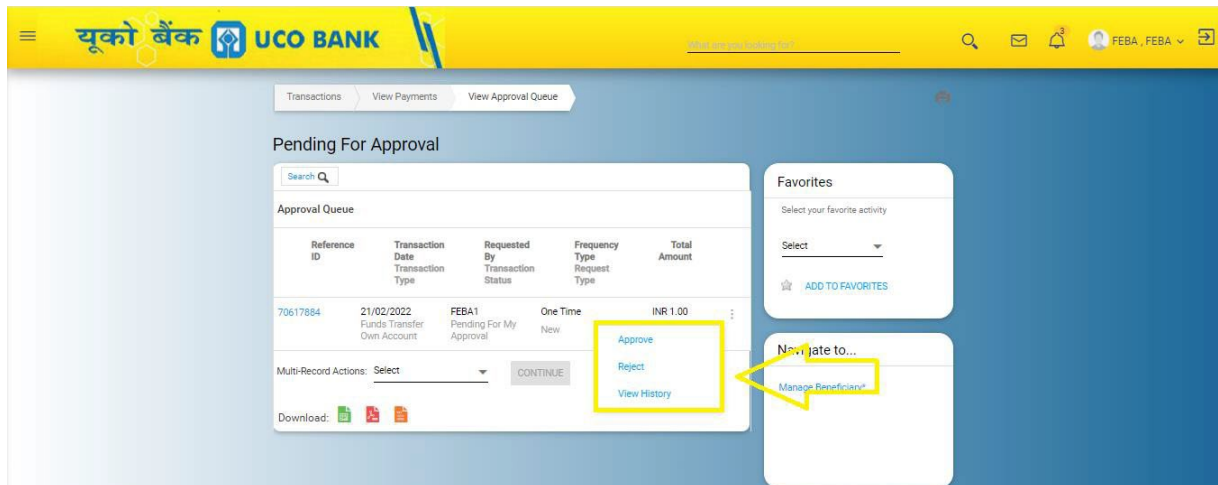 यूको बैंक UCO BANK
What are you looking for?
3
FEBA , FEBA
Transactions View Payments View Approval Queue
Pending For Approval
Search
Approval Queue
Reference ID
Transaction Date
Transaction Type
Requested By
Transaction Status
Frequency Type
Request Type
Total Amount
70617884
21/02/2022
Funds Transfer Own Account
FEBA1
Pending For My Approval
One Time
New
INR 1.00
Approve
Reject
View History
Multi-Record Actions: Select
CONTINUE
Download:
Favorites
Select your favorite activity
Select
ADD TO FAVORITES
Navigate to...
Manage Beneficiary*